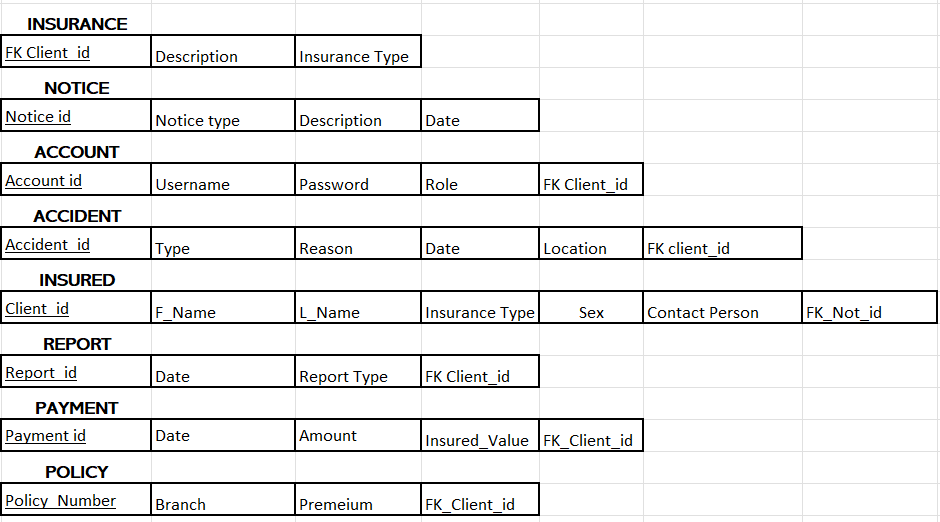 INSURANCE
FK Client_id Description Insurance Type
NOTICE
Notice id Notice type Description Date
ACCOUNT
Account id Username Password Role FK Client_id
ACCIDENT
Accident_id Type Reason Date Location FK client_id
INSURED
Client_id F_Name L_Name Insurance Type Sex Contact Person FK_Not_id
REPORT
Report_id Date Report Type FK Client_id
PAYMENT
Payment id Date Amount Insured_Value FK_Client_id
POLICY
Policy_Number Branch Premeium FK_Client_id